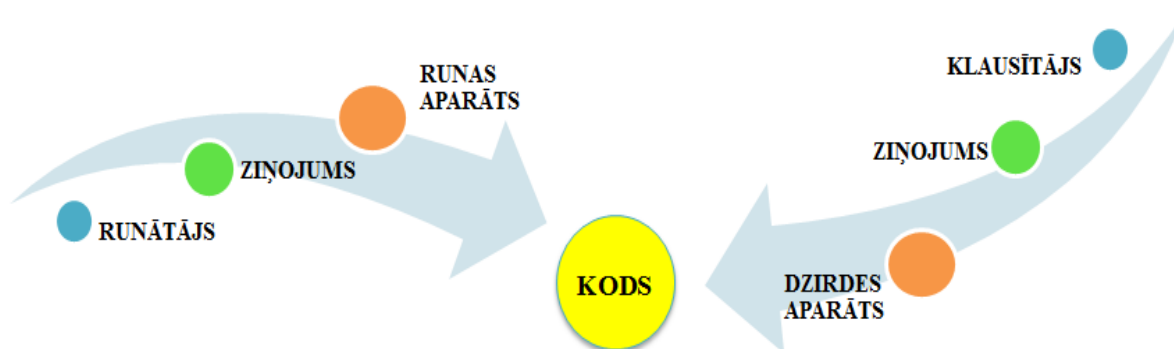 RUNĀTĀJS
ZIŅOJUMS
RUNAS
APARĀTS
KODS
KLAUSĪTĀJS
ZIŅOJUMS
DZIRDES
APARĀTS